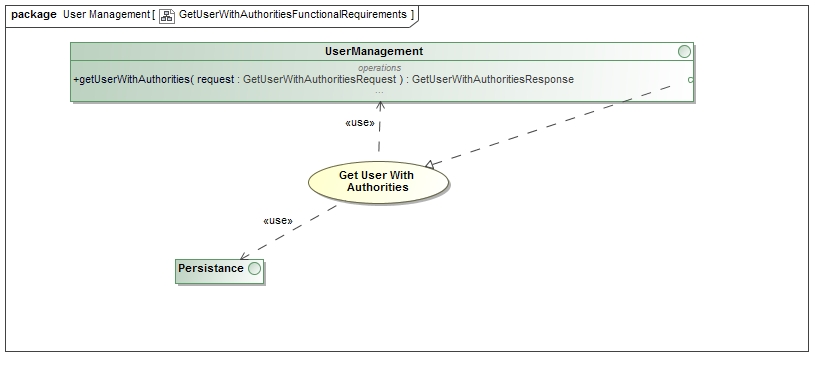 package User Management [ GetUserWithAuthoritiesFunctionalRequirements ]
UserManagement
operations
+getUserWithAuthorities( request : GetUserWithAuthoritiesRequest ) : GetUserWithAuthoritiesResponse
...
«use»
Get User With
Authorities
«use»
Persistance